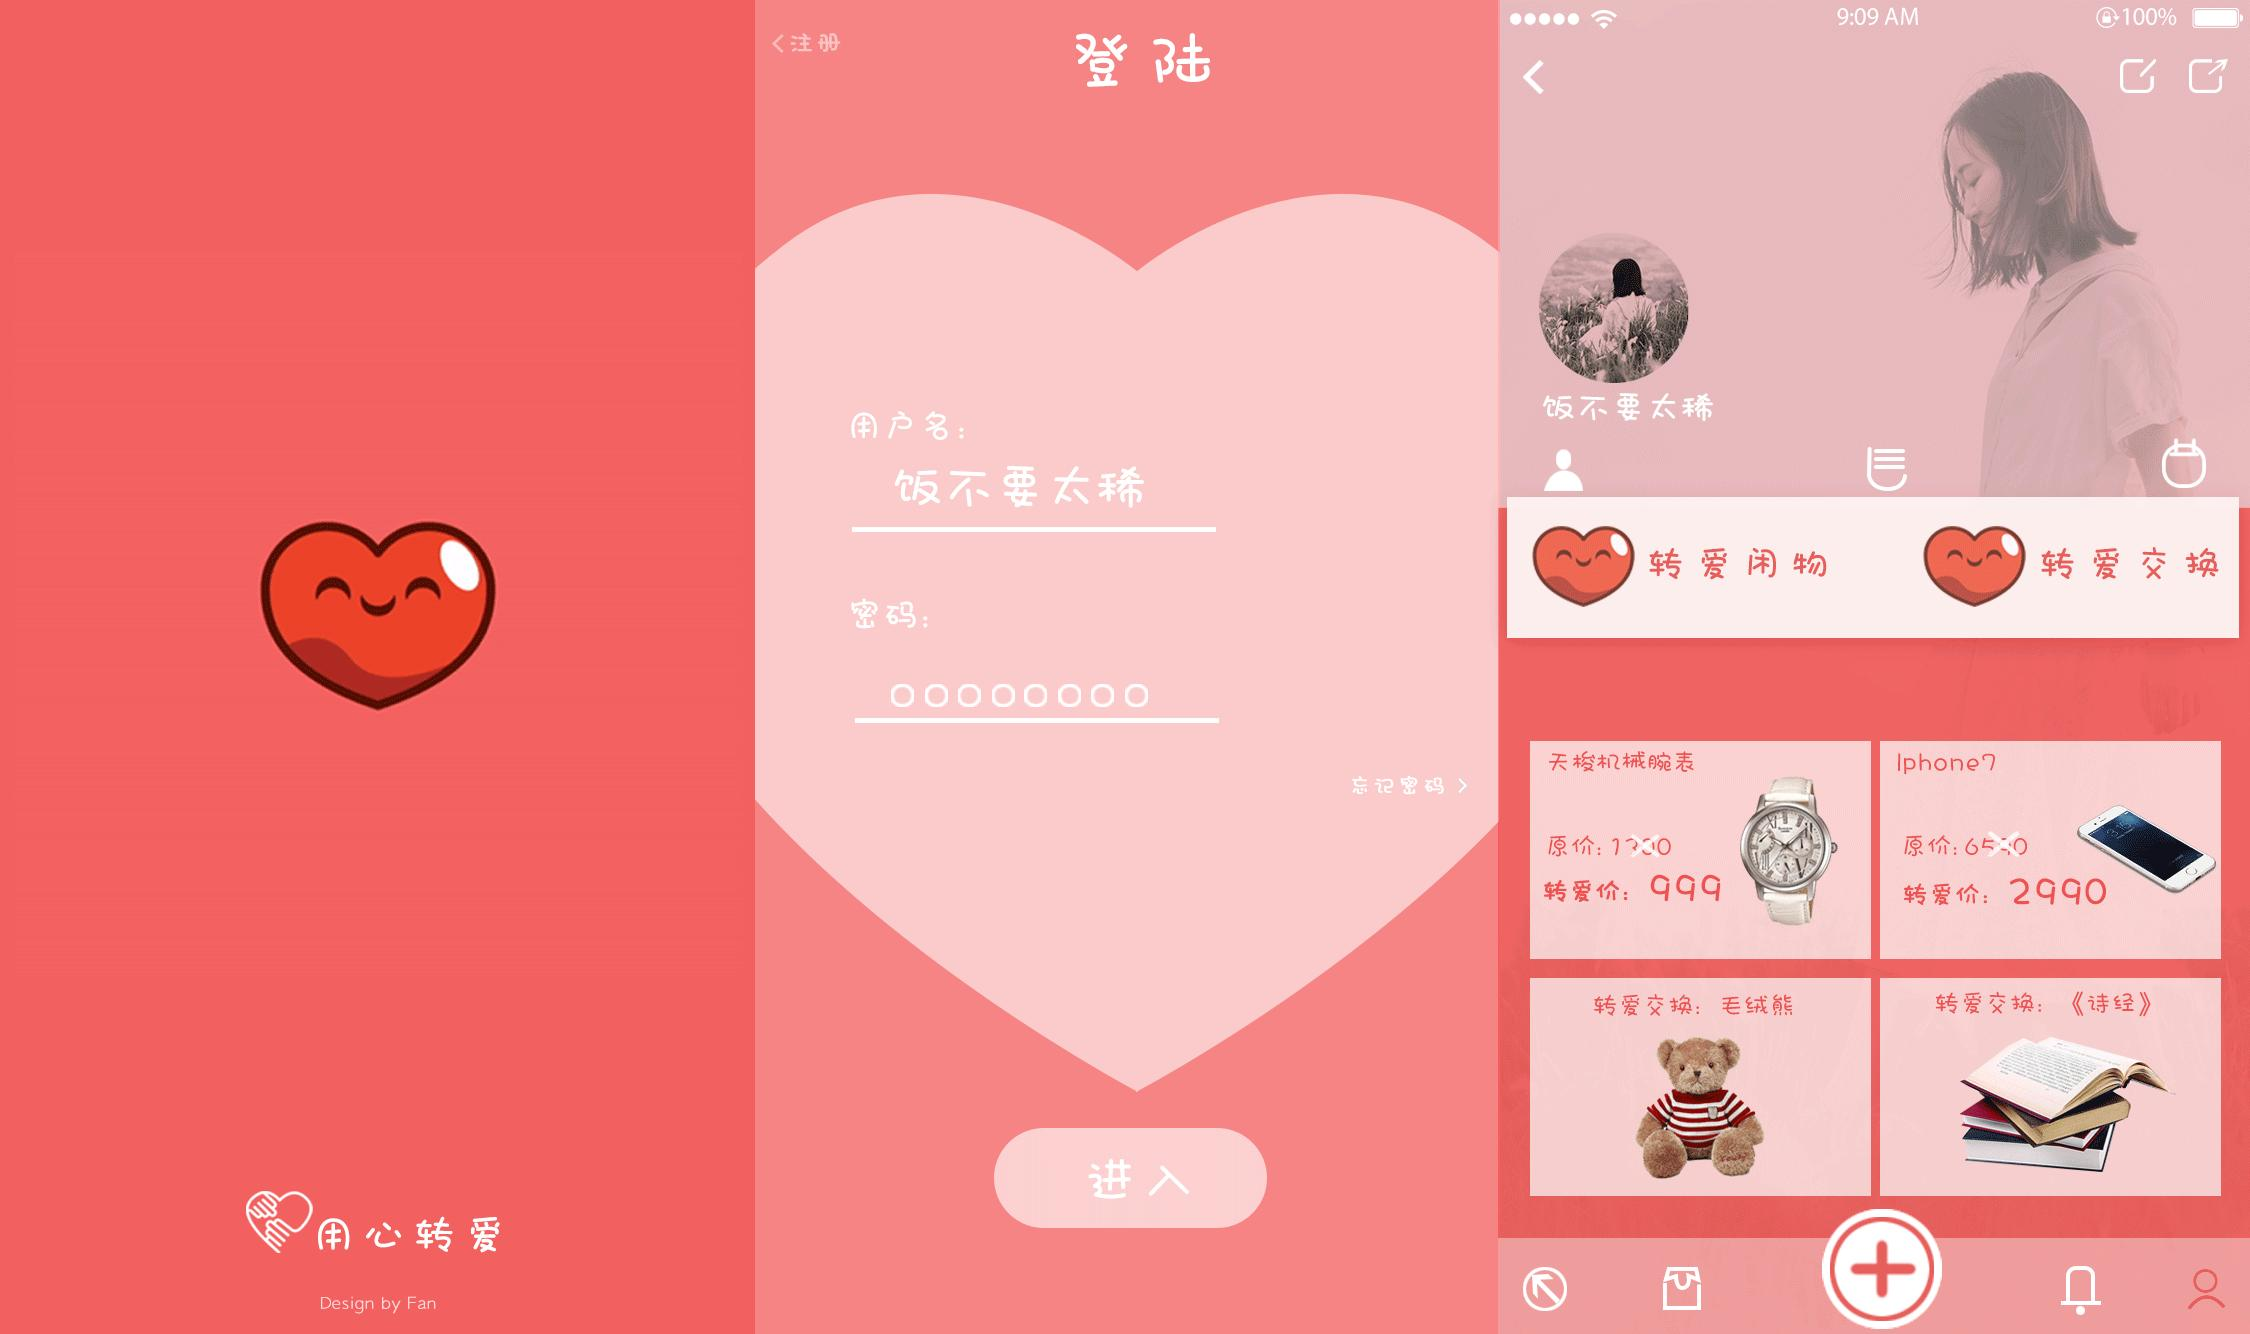 用心转爱
Design by Fan
注册
登陆
用户名：
饭不要太稀
密码：
忘记密码
进入
9:09 AM
100%
饭不要太稀
转爱闲物
转爱交换
天梭机械腕表
原价：
转爱价：999
Iphone7
原价：
转爱价：2990
转爱交换：毛绒熊
转爱交换：《诗经》